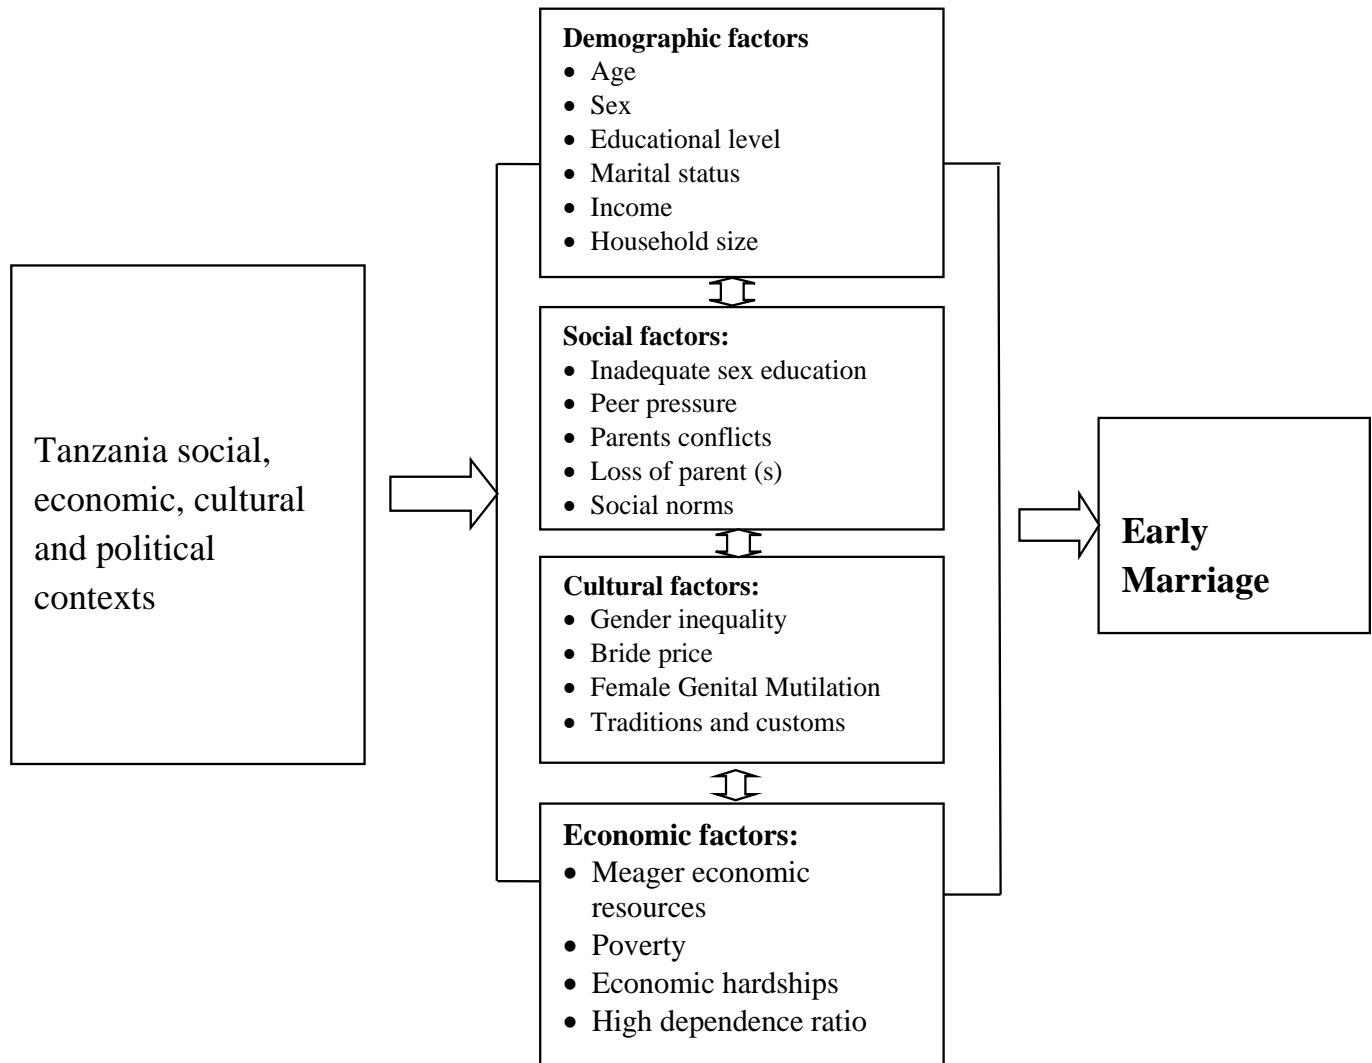 Tanzania social,
economic, cultural
and political
contexts
Demographic factors
• Age
• Sex
• Educational level
• Marital status
• Income
• Household size
Social factors:
• Inadequate sex education
• Peer pressure
• Parents conflicts
• Loss of parent (s)
• Social norms
Cultural factors:
• Gender inequality
• Bride price
• Female Genital Mutilation
• Traditions and customs
Economic factors:
• Meager economic
resources
• Poverty
• Economic hardships
• High dependence ratio
Early
Marriage